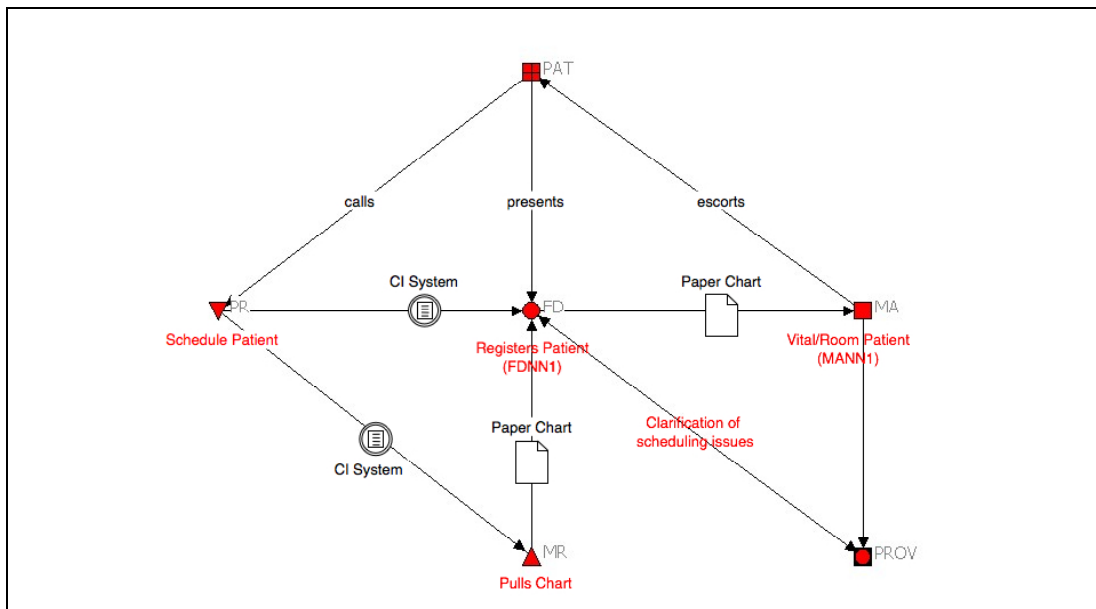 PAT
calls
presents
escorts
CI System
Paper Chart
PR
FD
MA
Schedule Patient
Registers Patient
(FDNN1)
Vital/Room Patient
(MANN1)
Clarification of
scheduling issues
Paper Chart
CI System
MR
PROV
Pulls Chart